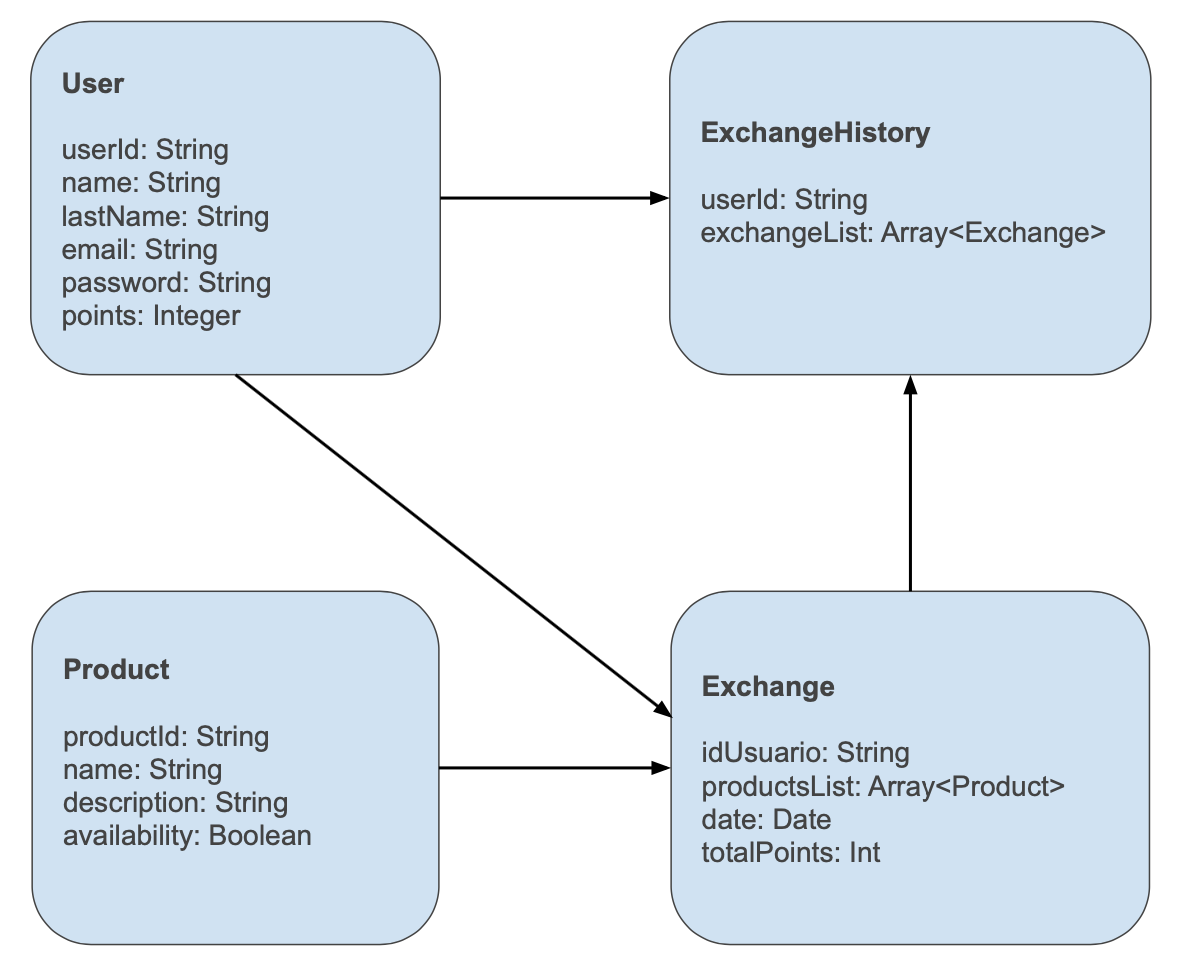 User
userId: String
name: String
lastName: String
email: String
password: String
points: Integer
ExchangeHistory
userId: String
exchangeList: Array<Exchange>
Product
productId: String
name: String
description: String
availability: Boolean
Exchange
idUsuario: String
productsList: Array<Product>
date: Date
totalPoints: Int